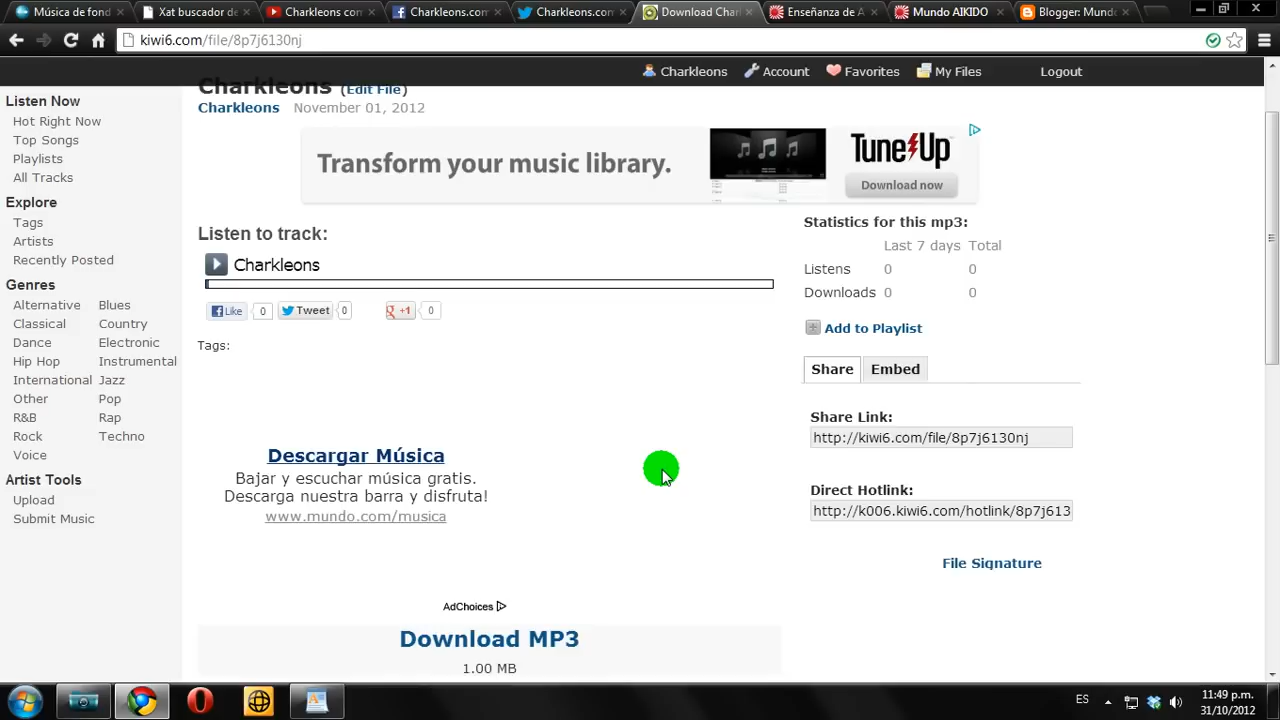 Música de fond
Xat buscador de
Charkleons com
Charkleons.com
Charkleons.com
Download Char
Enseñanza de A
Mundo AIKIDO
Blogger: Mund
kiwi6.com/file/8p7j6130nj
Charkleons
Account
Favorites
My Files
Logout
Listen Now
Hot Right Now
Top Songs
Playlists
All Tracks
Explore
Tags
Artists
Recently Posted
Genres
Alternative Blues
Classical Country
Dance Electronic
Hip Hop Instrumental
International Jazz
Other Pop
R&B Rap
Rock Techno
Voice
Artist Tools
Upload
Submit Music
Charkleons (Edit File)
Charkleons November 01, 2012
Transform your music library.
TuneUp
Download now
Listen to track:
Charkleons
Like 0 Tweet 0 +1 0
Tags:
Descargar Música
Bajar y escuchar música gratis.
Descarga nuestra barra y disfruta!
www.mundo.com/musica
AdChoices
Download MP3
1.00 MB
Statistics for this mp3:
Last 7 days Total
Listens 0 0
Downloads 0 0
Add to Playlist
Share Embed
Share Link:
http://kiwi6.com/file/8p7j6130nj
Direct Hotlink:
http://k006.kiwi6.com/hotlink/8p7j613
File Signature
ES
11:49 p.m.
31/10/2012